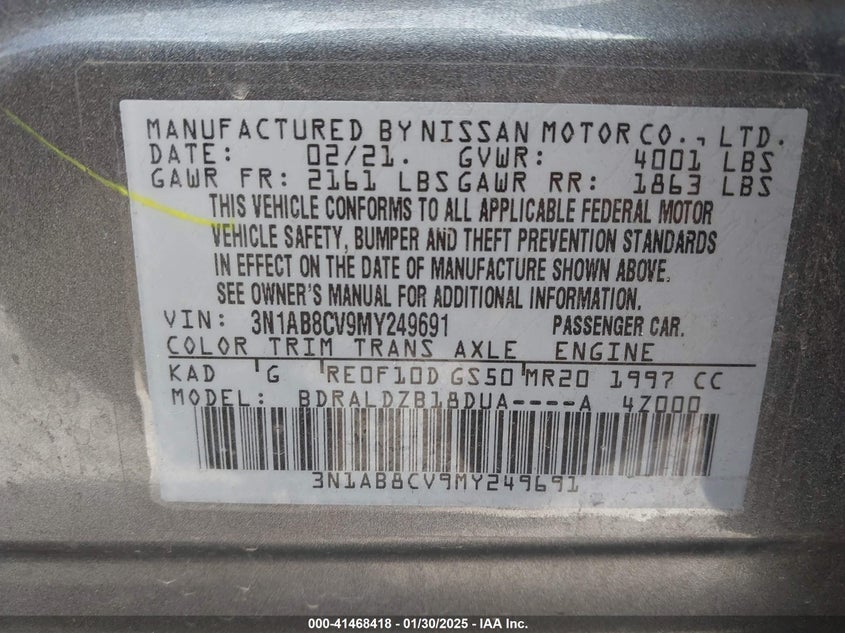 MANUFACTURED BY NISSAN MOTOR CO., LTD.
DATE: 02/21. GVWR: 4001 LBS
GAWR FR: 2161 LBS GAWR RR: 1863 LBS
THIS VEHICLE CONFORMS TO ALL APPLICABLE FEDERAL MOTOR
VEHICLE SAFETY, BUMPER AND THEFT PREVENTION STANDARDS
IN EFFECT ON THE DATE OF MANUFACTURE SHOWN ABOVE.
SEE OWNER'S MANUAL FOR ADDITIONAL INFORMATION.
VIN: 3N1AB8CV9MY249691 PASSENGER CAR.
COLOR TRIM TRANS AXLE ENGINE
KAD G RE0F10D GS50 MR20 1997 CC
MODEL: BDRALDZB18DUA----A 4Z000
3N1AB8CV9MY249691
000-41468418 - 01/30/2025 - IAA Inc.